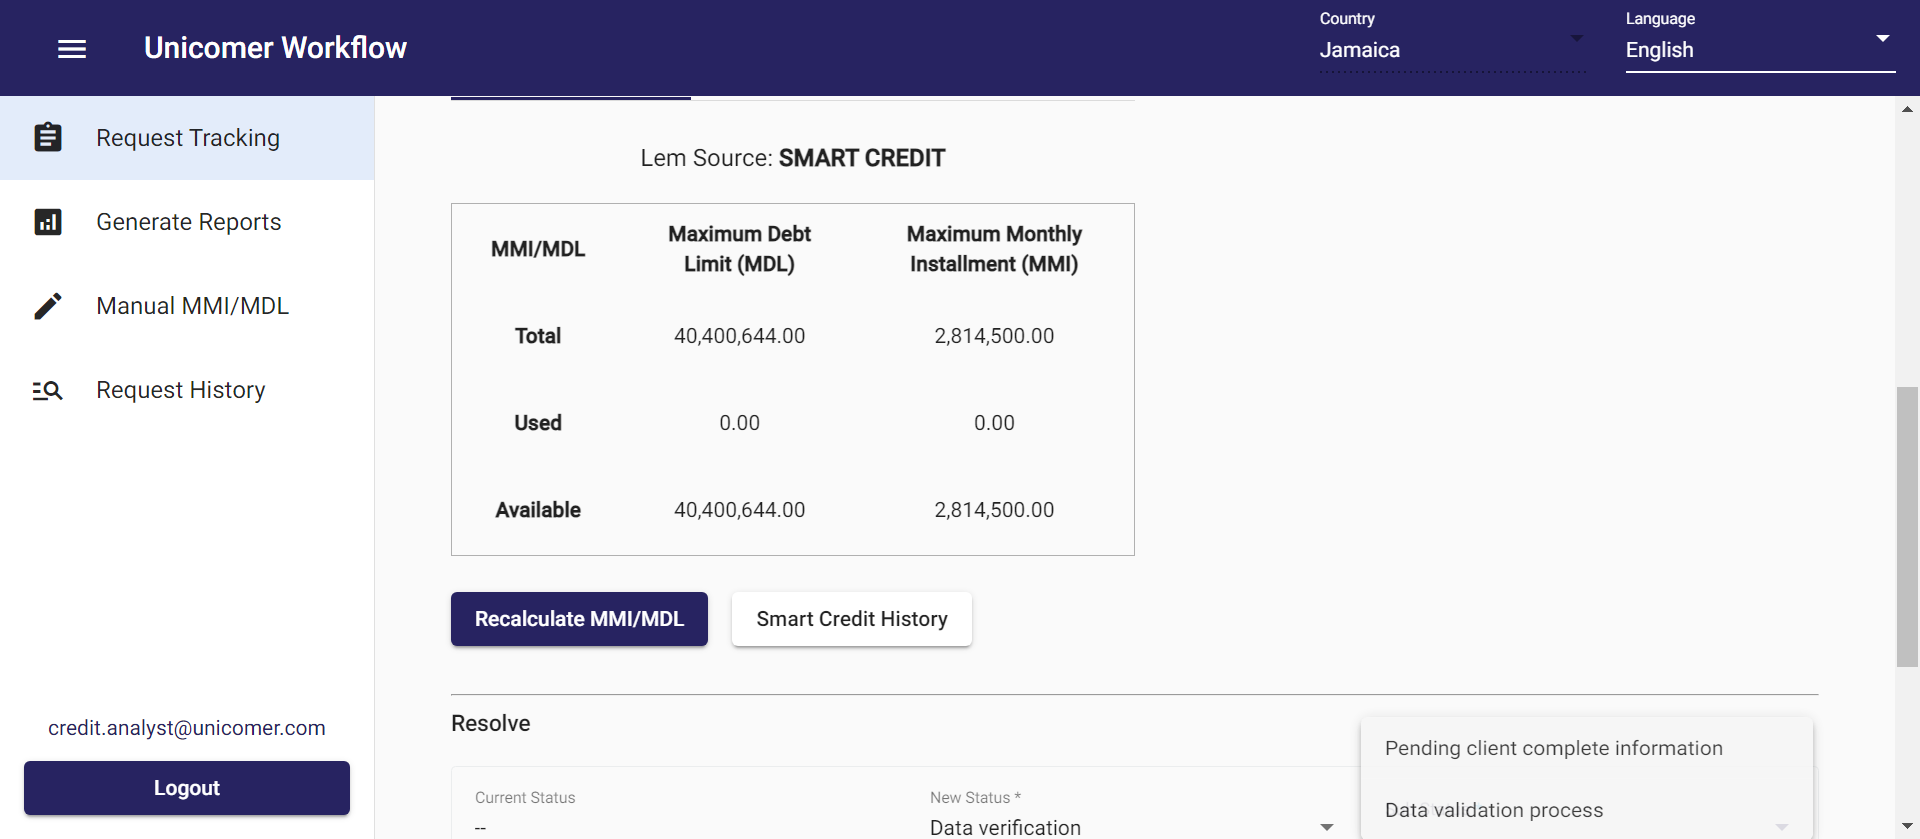 Unicomer Workflow
Country
Jamaica
Language
English
Request Tracking
Generate Reports
Manual MMI/MDL
Request History
credit.analyst@unicomer.com
Logout
Lem Source: SMART CREDIT
MMI/MDL
Maximum Debt
Limit (MDL)
Maximum Monthly
Installment (MMI)
Total 40,400,644.00 2,814,500.00
Used 0.00 0.00
Available 40,400,644.00 2,814,500.00
Recalculate MMI/MDL
Smart Credit History
Resolve
Current Status
--
New Status *
Data verification
Pending client complete information
Data validation process